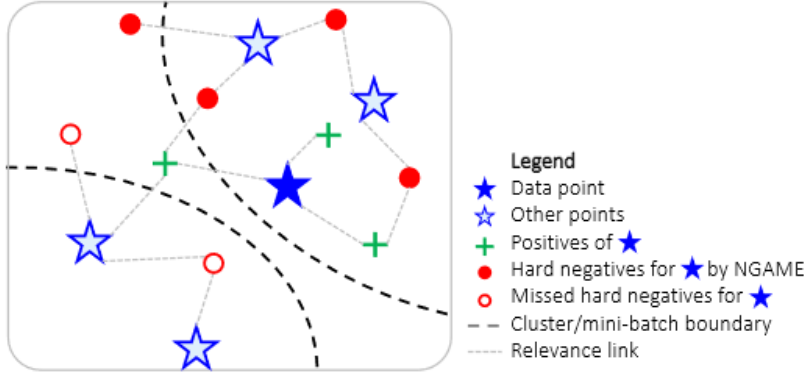 Legend
Data point
Other points
Positives of
Hard negatives for by NGAME
Missed hard negatives for
Cluster/mini-batch boundary
Relevance link